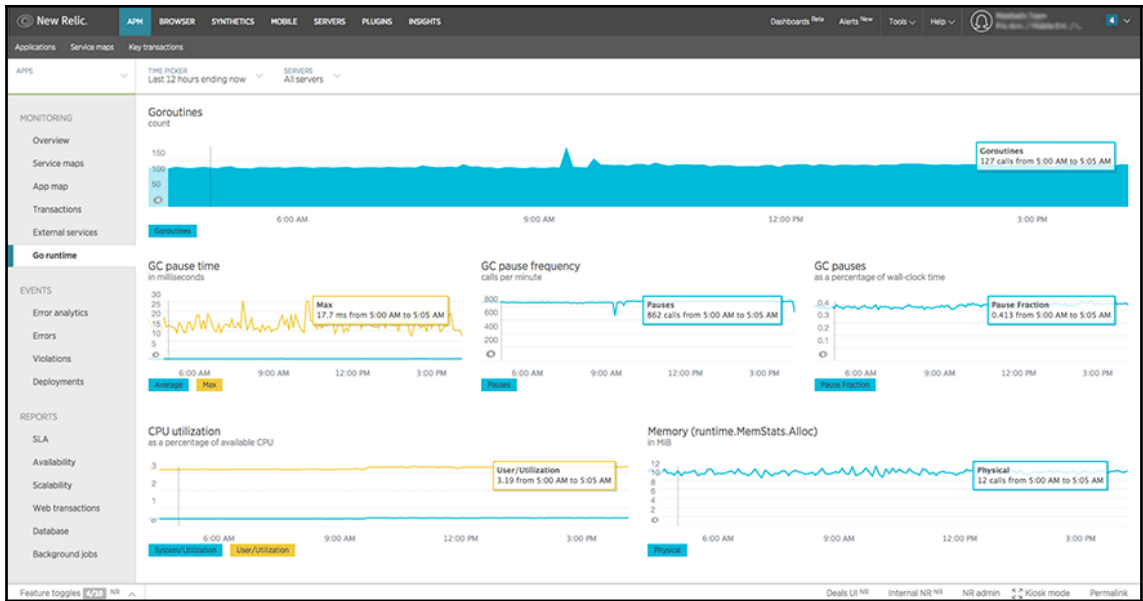 New Relic.
APM BROWSER SYNTHETICS MOBILE SERVERS PLUGINS INSIGHTS
Dashboards Beta Alerts New Tools Help
4
Applications Service maps Key transactions
APPS
TIME PICKER
Last 12 hours ending now
SERVERS
All servers
MONITORING
Overview
Service maps
App map
Transactions
External services
Go runtime
EVENTS
Error analytics
Errors
Violations
Deployments
REPORTS
SLA
Availability
Scalability
Web transactions
Database
Background jobs
Goroutines
count
150
100
50
0
Goroutines
127 calls from 5:00 AM to 5:05 AM
6:00 AM 9:00 AM 12:00 PM 3:00 PM
Goroutines
GC pause time
in milliseconds
30
25
20
15
10
5
0
Max
17.7 ms from 5:00 AM to 5:05 AM
6:00 AM 9:00 AM 12:00 PM 3:00 PM
Average Max
GC pause frequency
calls per minute
800
600
400
200
0
Pauses
862 calls from 5:00 AM to 5:05 AM
6:00 AM 9:00 AM 12:00 PM 3:00 PM
Pauses
GC pauses
as a percentage of wall-clock time
0.4
0.3
0.2
0.1
0
Pause Fraction
0.413 from 5:00 AM to 5:05 AM
6:00 AM 9:00 AM 12:00 PM 3:00 PM
Pause Fraction
CPU utilization
as a percentage of available CPU
3
2
1
0
User/Utilization
3.19 from 5:00 AM to 5:05 AM
6:00 AM 9:00 AM 12:00 PM 3:00 PM
System/Utilization User/Utilization
Memory (runtime.MemStats.Alloc)
in MiB
12
10
8
6
4
2
0
Physical
12 calls from 5:00 AM to 5:05 AM
6:00 AM 9:00 AM 12:00 PM 3:00 PM
Physical
Feature toggles 4/10 NR
Deals UI NR Internal NR NR NR admin Kiosk mode Permalink